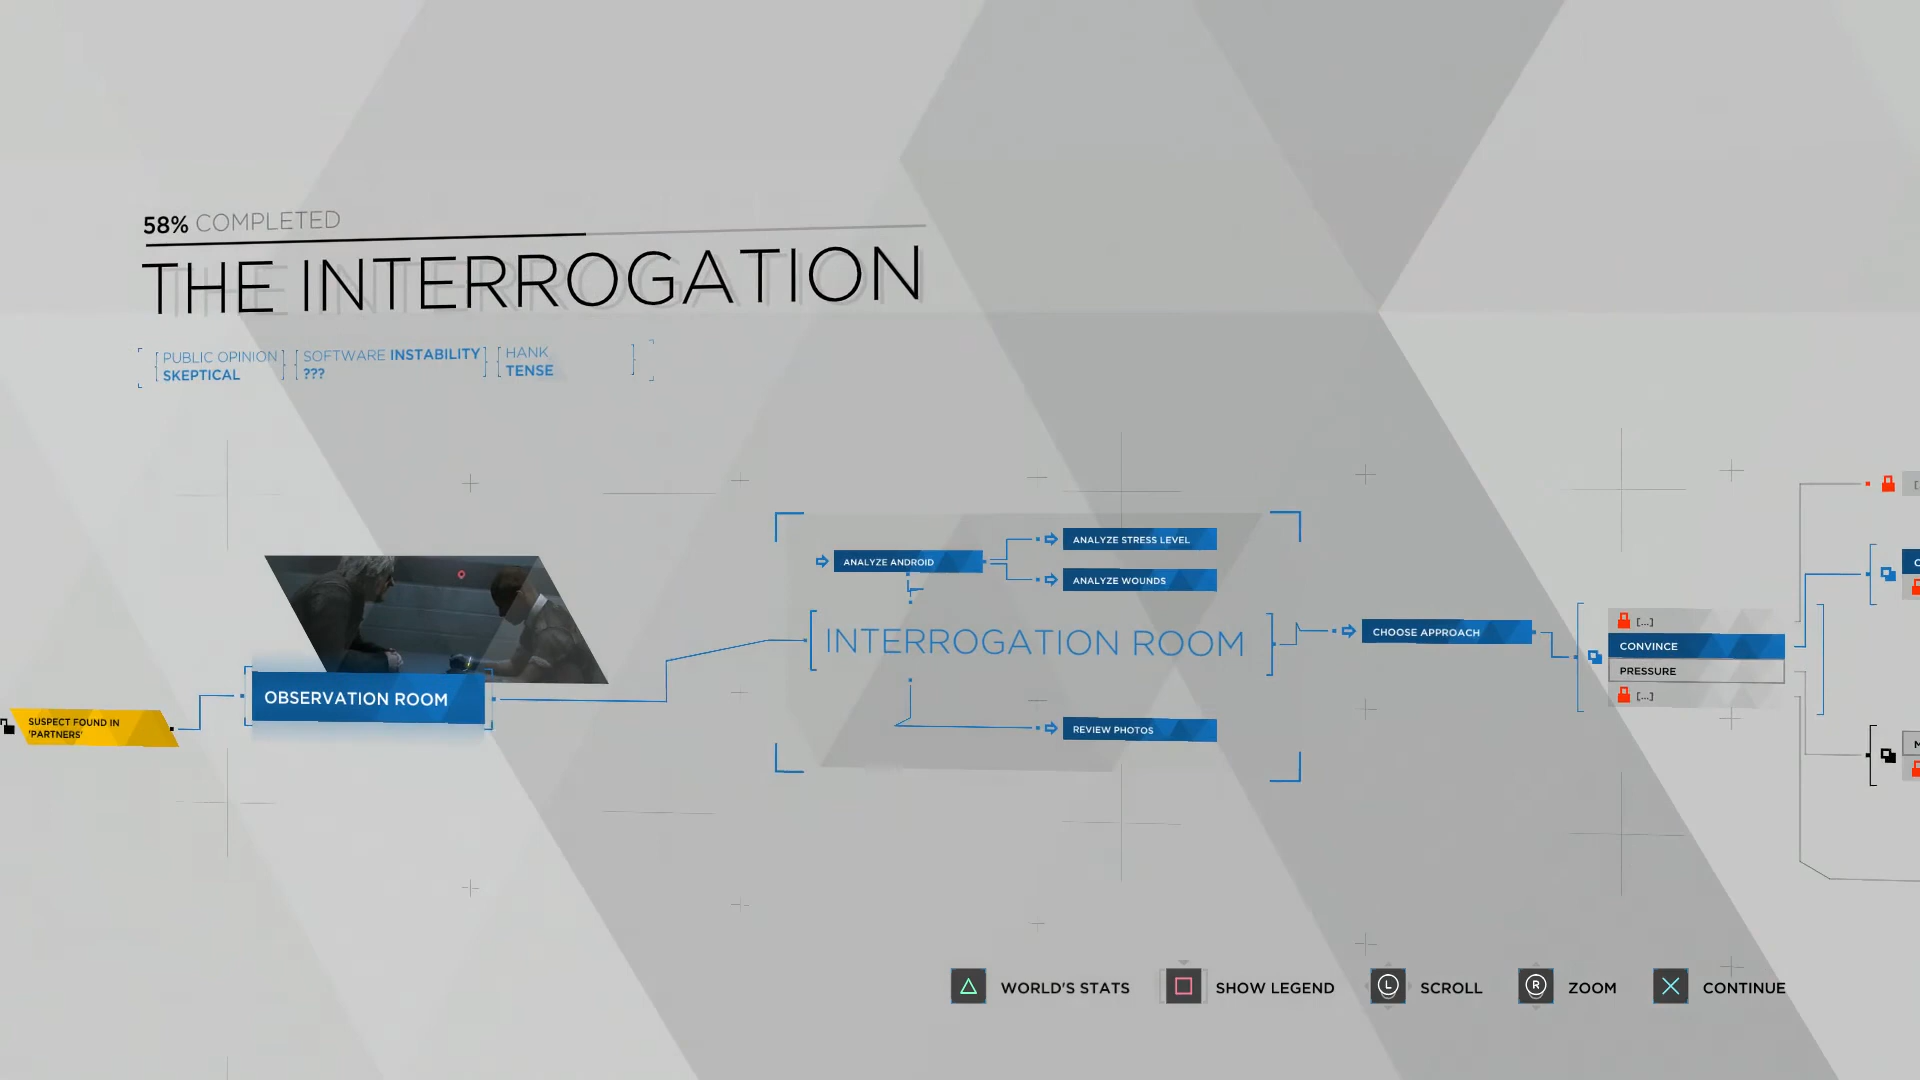 58% COMPLETED
THE INTERROGATION
PUBLIC OPINION
SKEPTICAL
SOFTWARE INSTABILITY
???
HANK
TENSE
SUSPECT FOUND IN
'PARTNERS'
OBSERVATION ROOM
ANALYZE ANDROID
ANALYZE STRESS LEVEL
ANALYZE WOUNDS
INTERROGATION ROOM
REVIEW PHOTOS
CHOOSE APPROACH
[...]
CONVINCE
PRESSURE
[...]
WORLD'S STATS
SHOW LEGEND
L
SCROLL
R
ZOOM
CONTINUE